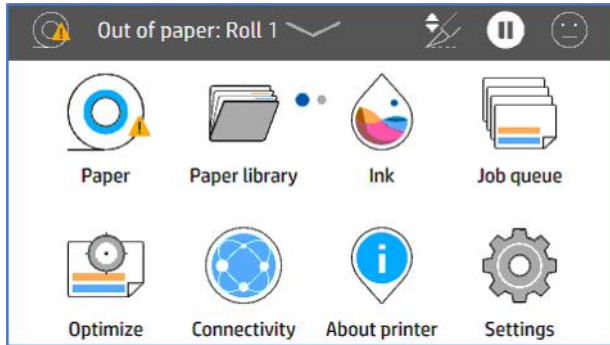 Out of paper: Roll 1
Paper Paper library Ink Job queue
Optimize Connectivity About printer Settings